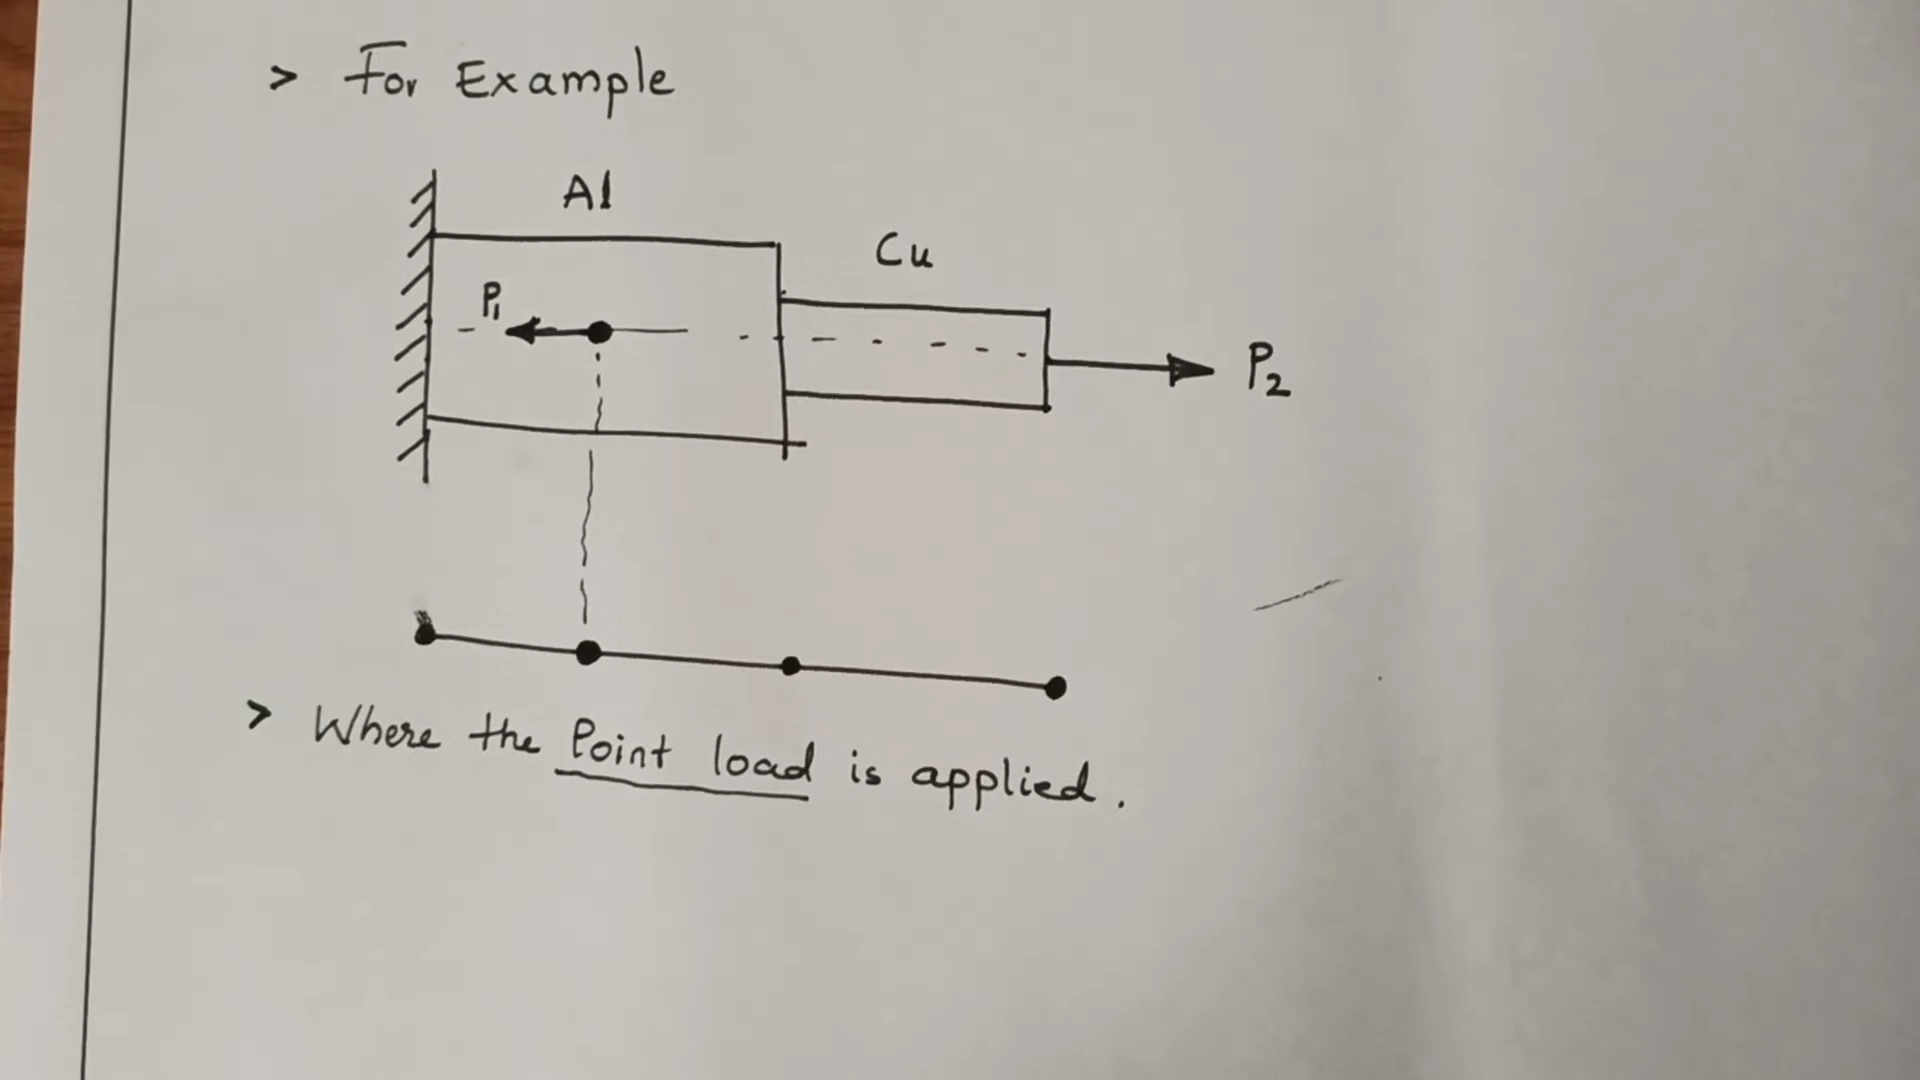 > For Example
Al
Cu
P1
P2
> Where the Point load is applied.